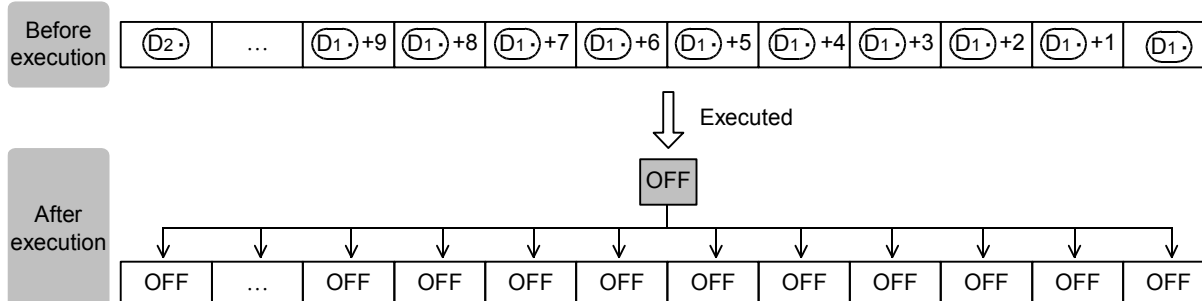 Before
execution
D2· … D1·+9 D1·+8 D1·+7 D1·+6 D1·+5 D1·+4 D1·+3 D1·+2 D1·+1 D1·
Executed
OFF
After
execution
OFF … OFF OFF OFF OFF OFF OFF OFF OFF OFF OFF